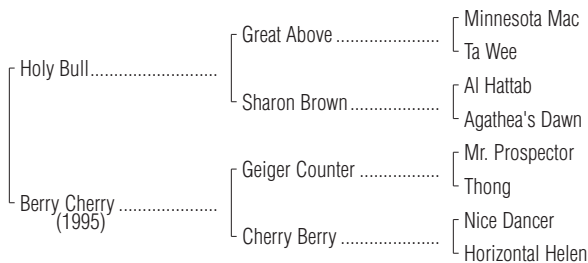 Minnesota Mac
Great Above
Ta Wee
Holy Bull
Al Hattab
Sharon Brown
Agathea's Dawn
Mr. Prospector
Geiger Counter
Thong
Berry Cherry
(1995)
Nice Dancer
Cherry Berry
Horizontal Helen